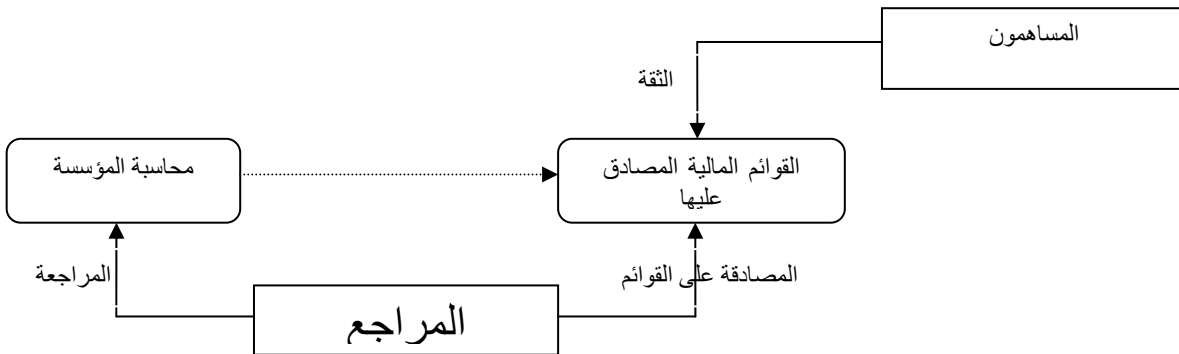 المساهمون
الثقة
القوائم المالية المصادق
عليها
محاسبة المؤسسة
المصادقة على القوائم
المراجعة
المراجع